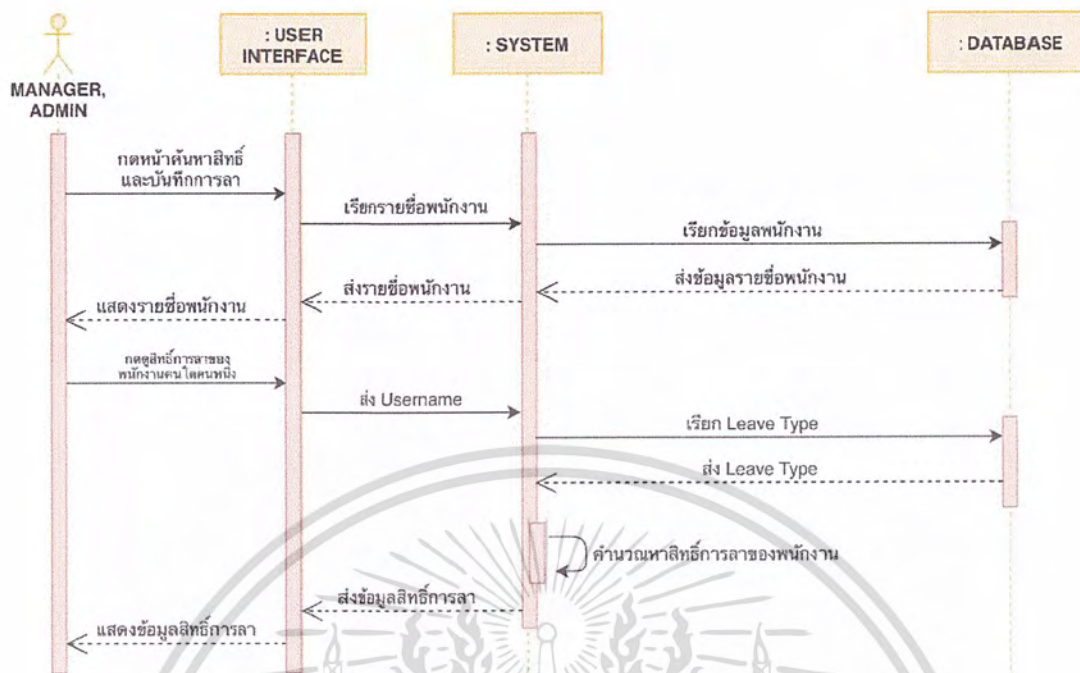 : USER
INTERFACE
: SYSTEM
: DATABASE
MANAGER,
ADMIN
กดหน้าค้นหาสิทธิ์
และบันทึกการลา
เรียกรายชื่อพนักงาน
เรียกข้อมูลพนักงาน
ส่งข้อมูลรายชื่อพนักงาน
ส่งรายชื่อพนักงาน
แสดงรายชื่อพนักงาน
กดดูสิทธิ์การลาของ
พนักงานคนใดคนหนึ่ง
ส่ง Username
เรียก Leave Type
ส่ง Leave Type
คำนวณหาสิทธิ์การลาของพนักงาน
ส่งข้อมูลสิทธิ์การลา
แสดงข้อมูลสิทธิ์การลา